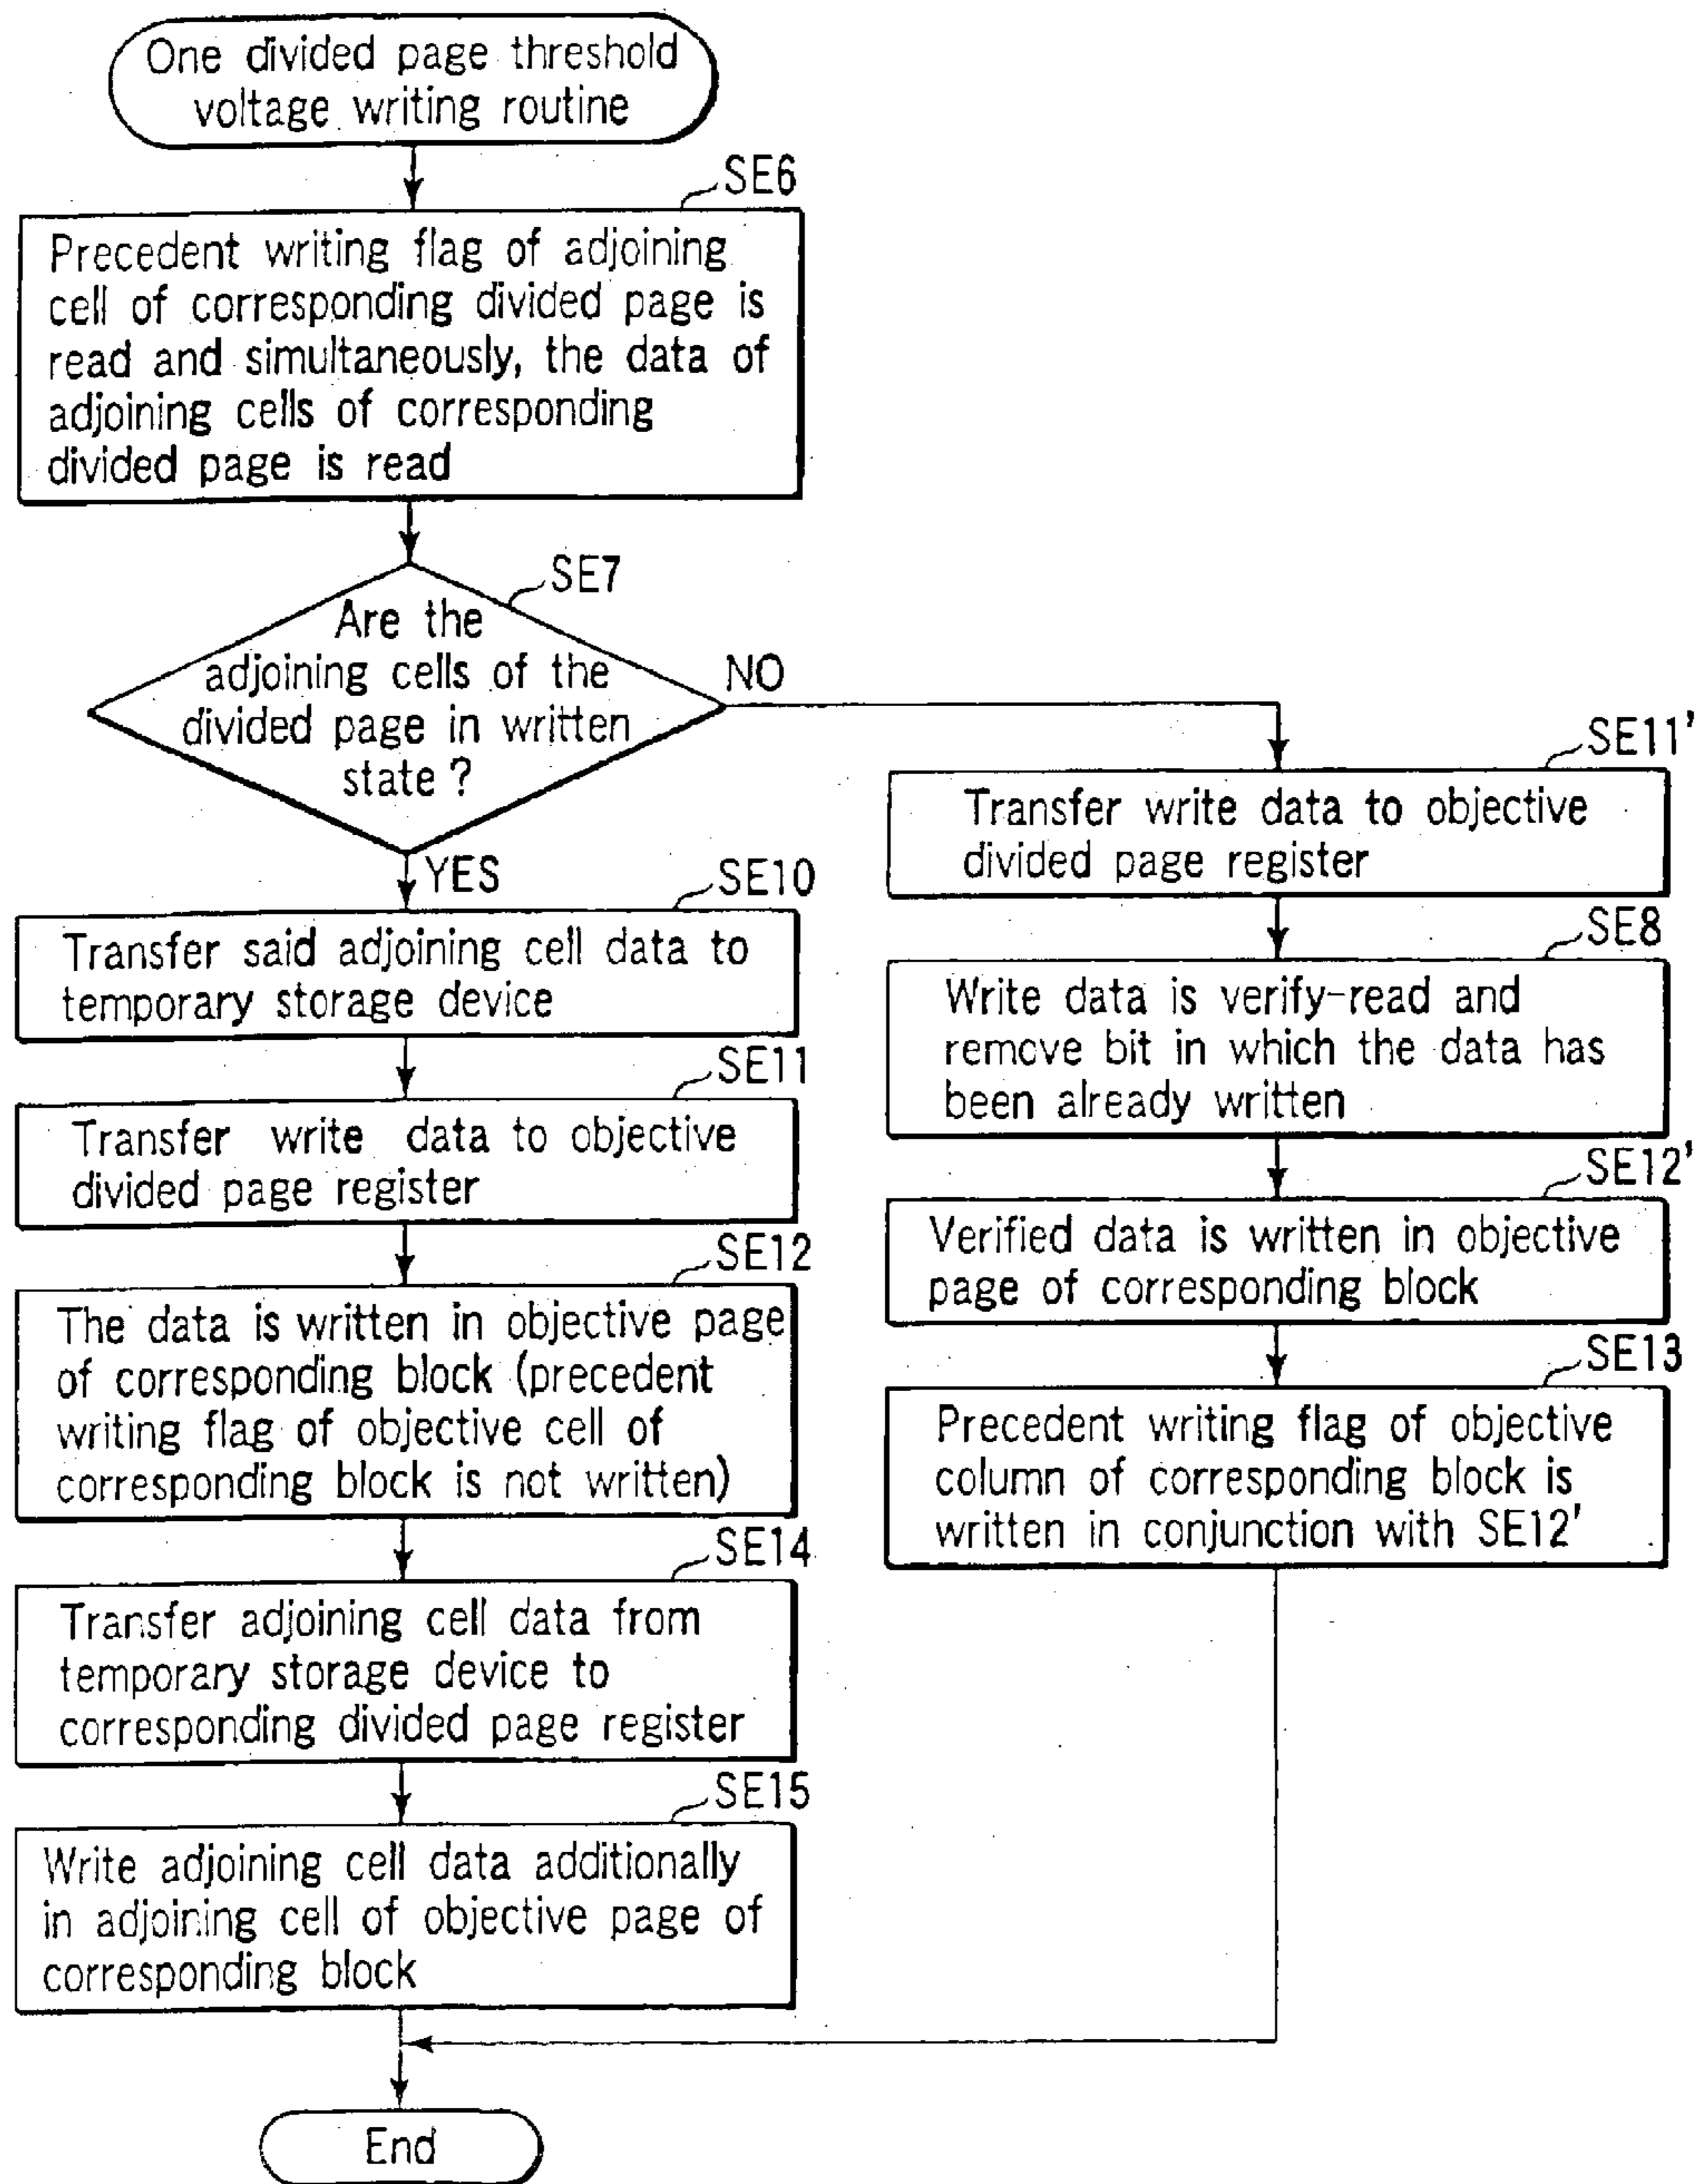 One divided page threshold
voltage writing routine
SE6
Precedent writing flag of adjoining
cell of corresponding divided page is
read and simultaneously, the data of
adjoining cells of corresponding
divided page is read
SE7
Are the
adjoining cells of the
divided page in written
state ?
NO
YES
SE10
Transfer said adjoining cell data to
temporary storage device
SE11
Transfer write data to objective
divided page register
SE12
The data is written in objective page
of corresponding block (precedent
writing flag of objective cell of
corresponding block is not written)
SE14
Transfer adjoining cell data from
temporary storage device to
corresponding divided page register
SE15
Write adjoining cell data additionally
in adjoining cell of objective page of
corresponding block
SE11'
Transfer write data to objective
divided page register
SE8
Write data is verify-read and
remove bit in which the data has
been already written
SE12'
Verified data is written in objective
page of corresponding block
SE13
Precedent writing flag of objective
column of corresponding block is
written in conjunction with SE12'
End